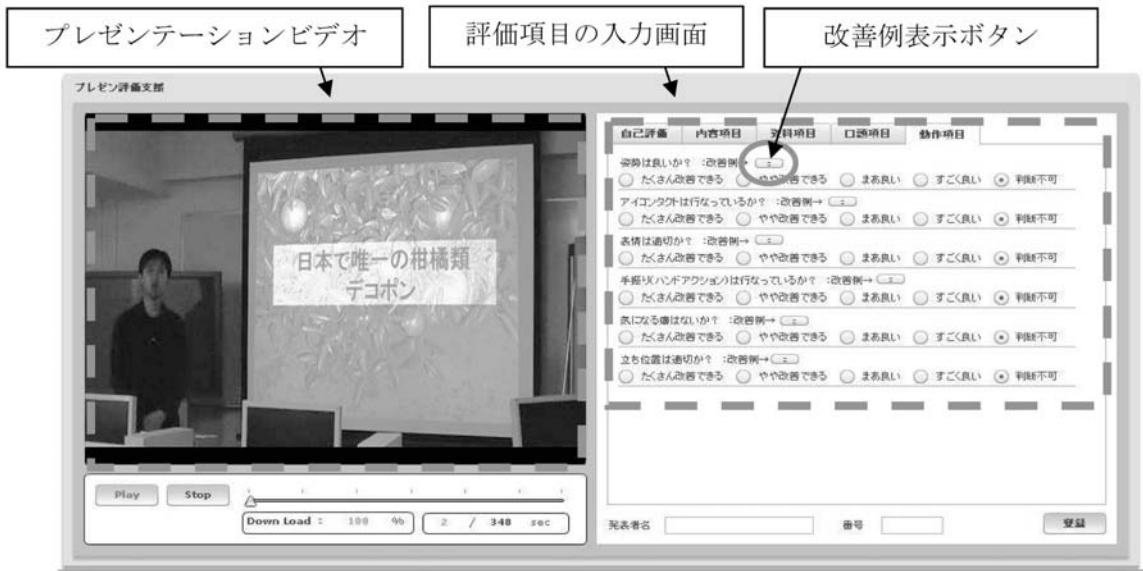 プレゼンテーションビデオ
評価項目の入力画面
改善例表示ボタン
プレゼン評価支援
日本で唯一の柑橘類
デコポン
自己評価 内容項目 資料項目 口頭項目 動作項目
姿勢は良いか? :改善例→
たくさん改善できる やや改善できる まあ良い すごく良い 判断不可
アイコンタクトは行なっているか? :改善例→
たくさん改善できる やや改善できる まあ良い すごく良い 判断不可
表情は適切か? :改善例→
たくさん改善できる やや改善できる まあ良い すごく良い 判断不可
手振り(ハンドアクション)は行なっているか? :改善例→
たくさん改善できる やや改善できる まあ良い すごく良い 判断不可
気になる癖はないか? :改善例→
たくさん改善できる やや改善できる まあ良い すごく良い 判断不可
立ち位置は適切か? :改善例→
たくさん改善できる やや改善できる まあ良い すごく良い 判断不可
Play Stop
Down Load : 100 % 2 / 348 sec
発表者名 番号 登録